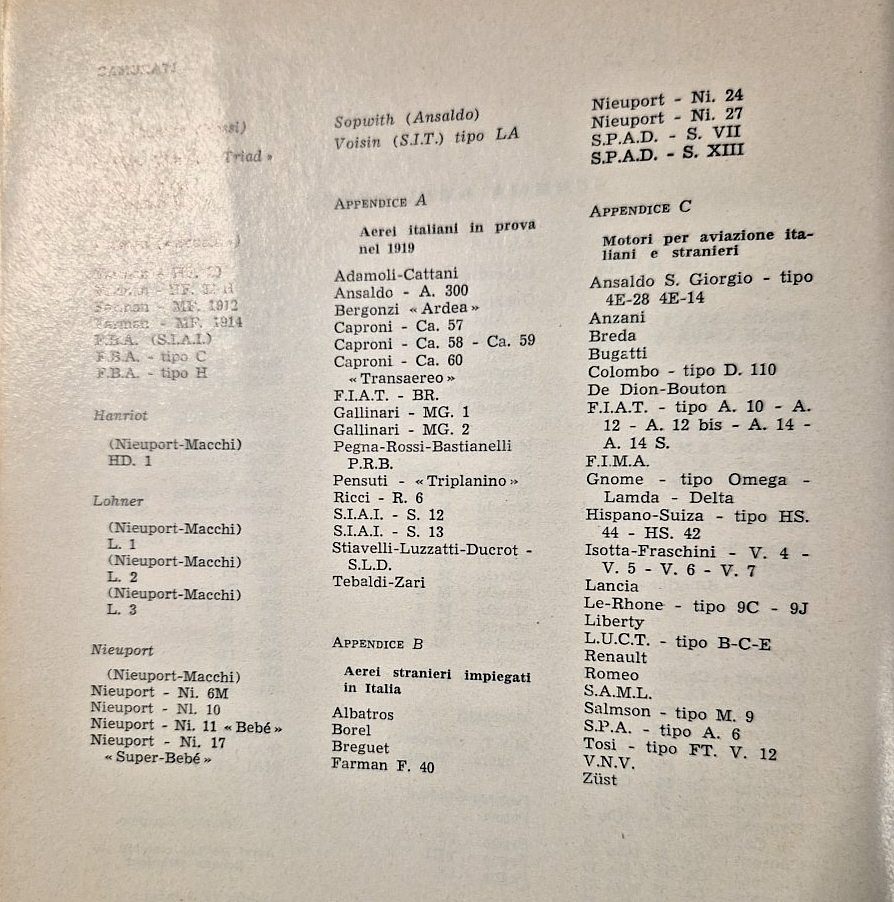 Triad »
MF. 1912
Farman - MF. 1914
F.B.A. (S.I.A.I.)
F.B.A. - tipo C
F.B.A. - tipo H
Hanriot
(Nieuport-Macchi)
HD. 1
Lohner
(Nieuport-Macchi)
L. 1
(Nieuport-Macchi)
L. 2
(Nieuport-Macchi)
L. 3
Nieuport
(Nieuport-Macchi)
Nieuport - Ni. 6M
Nieuport - Ni. 10
Nieuport - Ni. 11 « Bebé »
Nieuport - Ni. 17
« Super-Bebé »
Sopwith (Ansaldo)
Voisin (S.I.T.) tipo LA
APPENDICE A
Aerei italiani in prova
nel 1919
Adamoli-Cattani
Ansaldo - A. 300
Bergonzi « Ardea »
Caproni - Ca. 57
Caproni - Ca. 58 - Ca. 59
Caproni - Ca. 60
« Transaereo »
F.I.A.T. - BR.
Gallinari - MG. 1
Gallinari - MG. 2
Pegna-Rossi-Bastianelli
P.R.B.
Pensuti - « Triplanino »
Ricci - R. 6
S.I.A.I. - S. 12
S.I.A.I. - S. 13
Stiavelli-Luzzatti-Ducrot -
S.L.D.
Tebaldi-Zari
APPENDICE B
Aerei stranieri impiegati
in Italia
Albatros
Borel
Breguet
Farman F. 40
Nieuport - Ni. 24
Nieuport - Ni. 27
S.P.A.D. - S. VII
S.P.A.D. - S. XIII
APPENDICE C
Motori per aviazione ita-
liani e stranieri
Ansaldo S. Giorgio - tipo
4E-28 4E-14
Anzani
Breda
Bugatti
Colombo - tipo D. 110
De Dion-Bouton
F.I.A.T. - tipo A. 10 - A.
12 - A. 12 bis - A. 14 -
A. 14 S.
F.I.M.A.
Gnome - tipo Omega -
Lamda - Delta
Hispano-Suiza - tipo HS.
44 - HS. 42
Isotta-Fraschini - V. 4 -
V. 5 - V. 6 - V. 7
Lancia
Le-Rhone - tipo 9C - 9J
Liberty
L.U.C.T. - tipo B-C-E
Renault
Romeo
S.A.M.L.
Salmson - tipo M. 9
S.P.A. - tipo A. 6
Tosi - tipo FT. V. 12
V.N.V.
Züst